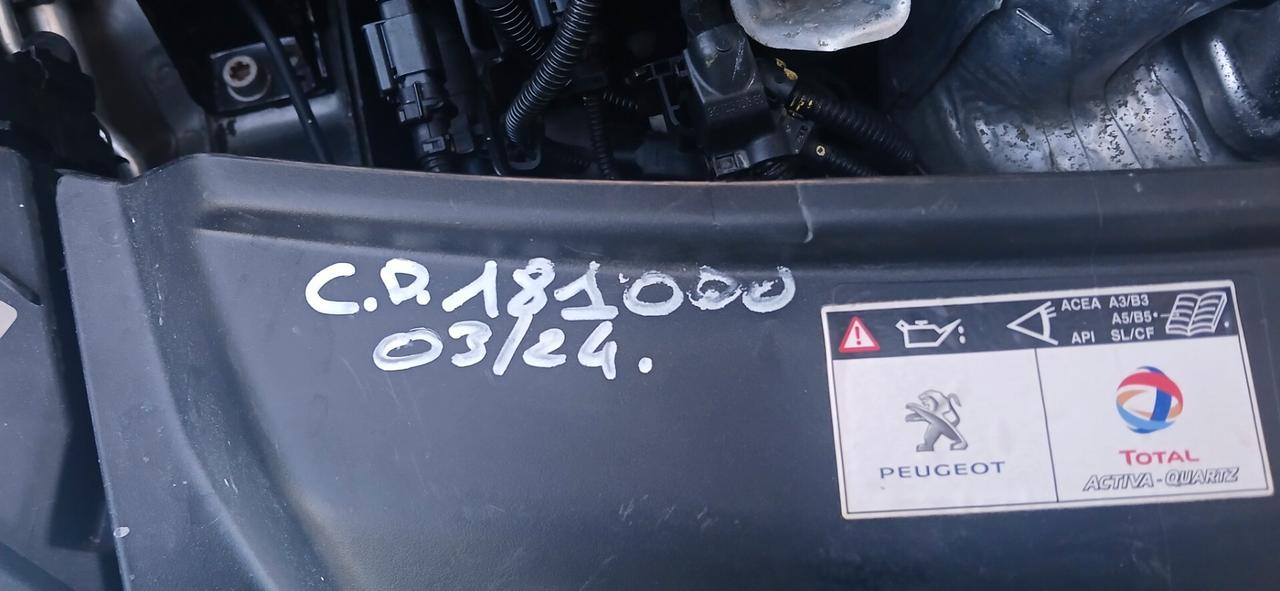 C.D. 181000
03/24.
ACEA A3/B3
A5/B5*
API SL/CF
PEUGEOT
TOTAL
ACTIVA-QUARTZ